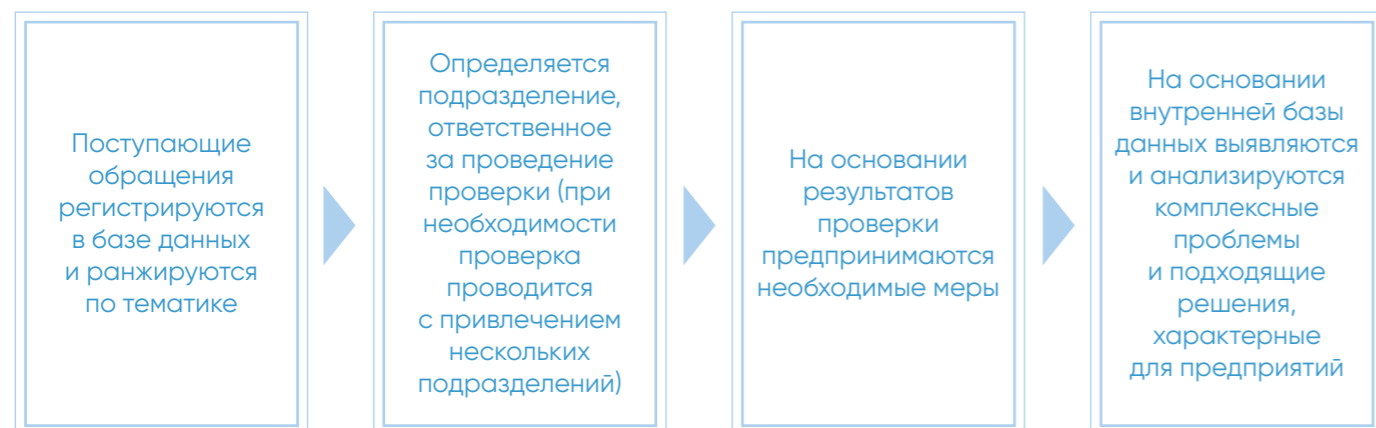 Поступающие
обращения
регистрируются
в базе данных
и ранжируются
по тематике
Определяется
подразделение,
ответственное
за проведение
проверки (при
необходимости
проверка
проводится
с привлечением
нескольких
подразделений)
На основании
результатов
проверки
предпринимаются
необходимые меры
На основании
внутренней базы
данных выявляются
и анализируются
комплексные
проблемы
и подходящие
решения,
характерные
для предприятий